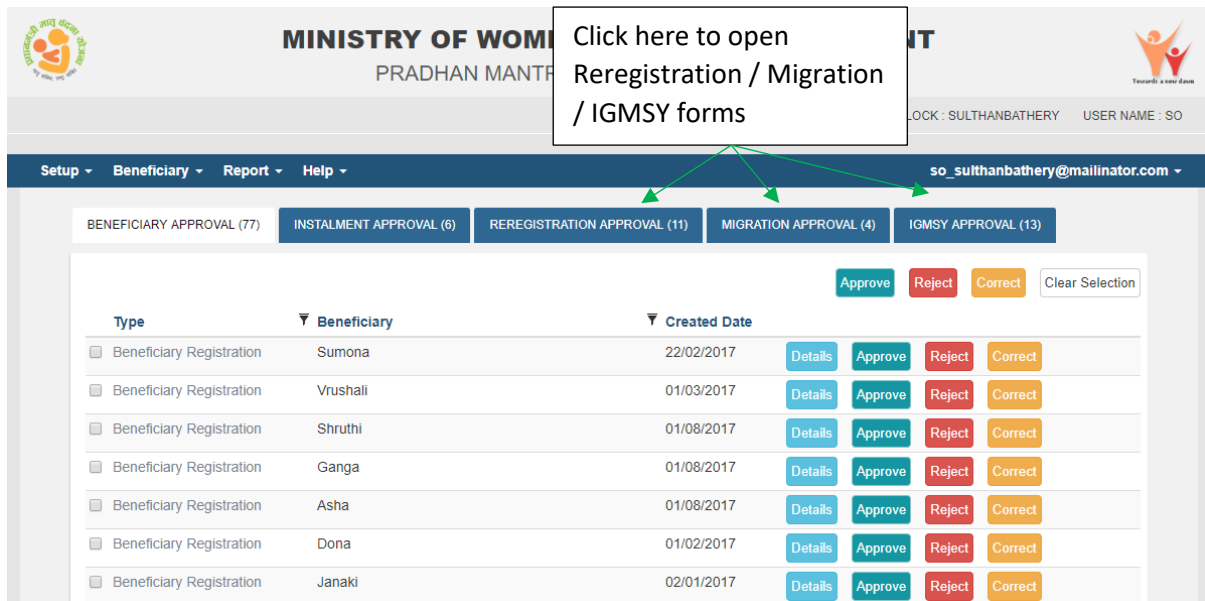 MINISTRY OF WOM
NT
PRADHAN MANTR
Click here to open
Reregistration / Migration
/ IGMSY forms
Towards a new dawn
LOCK : SULTHANBATHERY USER NAME : SO
Setup Beneficiary Report Help so_sulthanbathery@mailinator.com
BENEFICIARY APPROVAL (77) INSTALMENT APPROVAL (6) REREGISTRATION APPROVAL (11) MIGRATION APPROVAL (4) IGMSY APPROVAL (13)
Approve Reject Correct Clear Selection
Type Beneficiary Created Date
Beneficiary Registration Sumona 22/02/2017 Details Approve Reject Correct
Beneficiary Registration Vrushali 01/03/2017 Details Approve Reject Correct
Beneficiary Registration Shruthi 01/08/2017 Details Approve Reject Correct
Beneficiary Registration Ganga 01/08/2017 Details Approve Reject Correct
Beneficiary Registration Asha 01/08/2017 Details Approve Reject Correct
Beneficiary Registration Dona 01/02/2017 Details Approve Reject Correct
Beneficiary Registration Janaki 02/01/2017 Details Approve Reject Correct